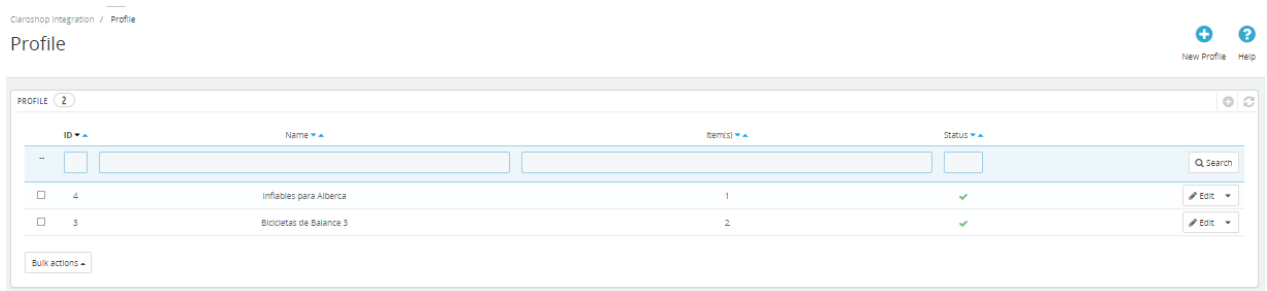 Claroshop Integration / Profile
Profile
New Profile Help
PROFILE 2
ID Name Item(s) Status
-- Search
4 Inflables para Alberca 1 Edit
3 Bicicletas de Balance 3 2 Edit
Bulk actions